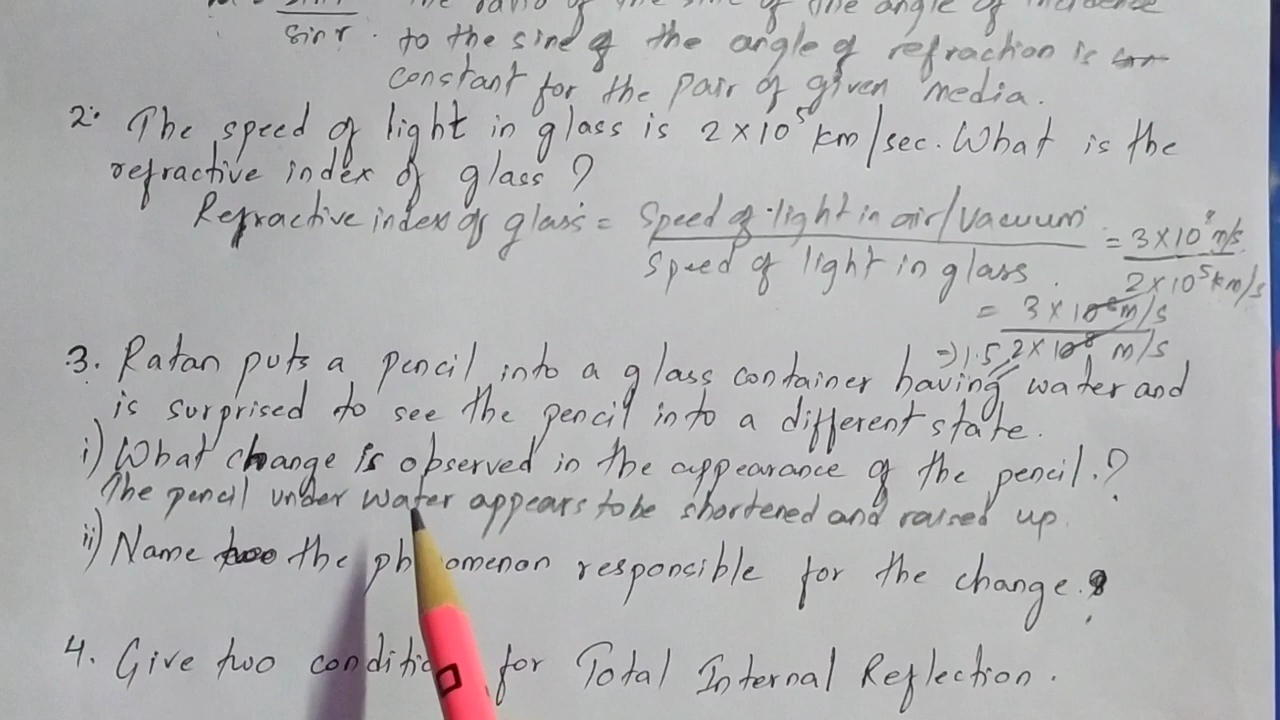 sin r . to the sine of the angle of refraction is
constant for the pair of given media.
2. The speed of light in glass is 2×10⁵ km/sec. What is the
refractive index of glass ?
Refractive index of glass = Speed of light in air/vacuum = 3×10⁸ m/s
Speed of light in glass . 2×10⁵ km/s
= 3×10⁸ m/s
⇒ 1.5 2×10⁸ m/s
3. Ratan puts a pencil into a glass container having water and
is surprised to see the pencil into a different state.
i) What change is observed in the appearance of the pencil.?
The pencil under water appears to be shortened and raised up.
ii) Name the phenomenon responsible for the change.?
4. Give two condition for Total Internal Reflection.